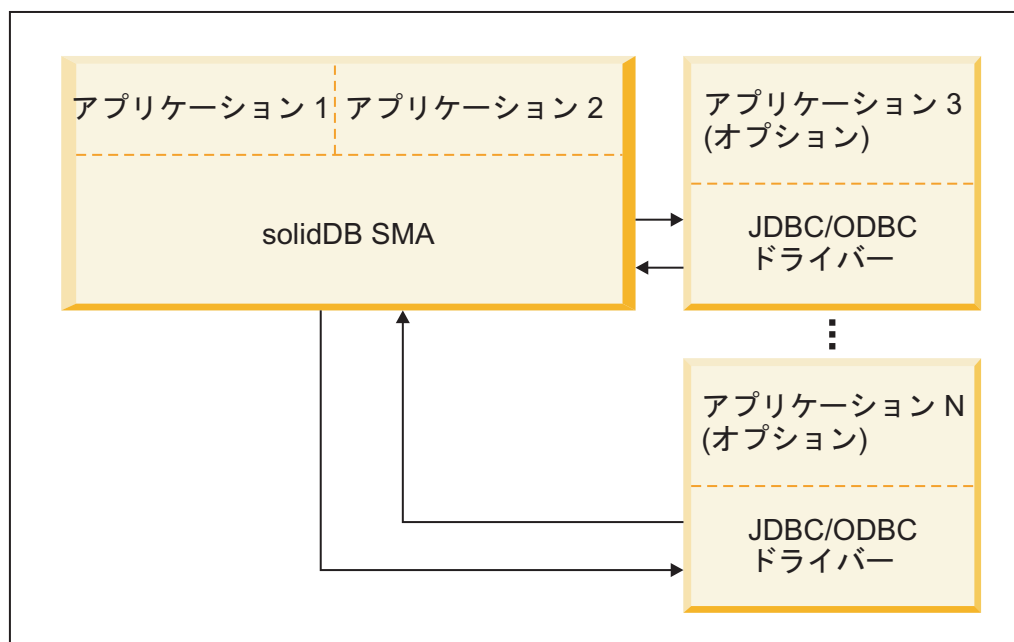 アプリケーション 1
アプリケーション 2
solidDB SMA
アプリケーション 3
(オプション)
JDBC/ODBC
ドライバー
アプリケーション N
(オプション)
JDBC/ODBC
ドライバー